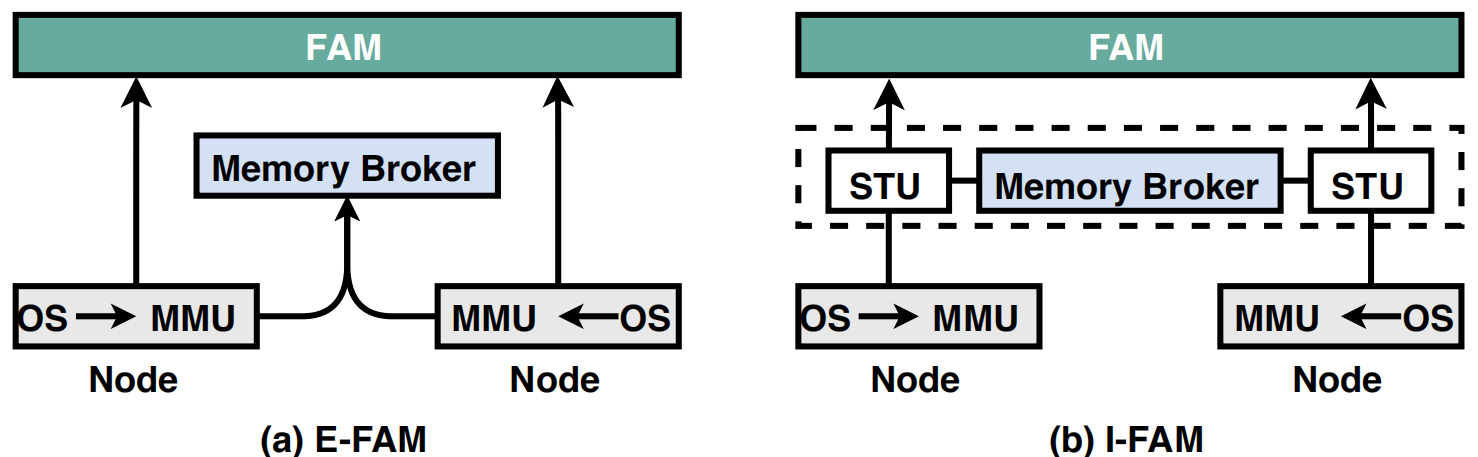 FAM
Memory Broker
OS MMU
MMU OS
Node
Node
(a) E-FAM
FAM
STU
Memory Broker
STU
OS MMU
MMU OS
Node
Node
(b) I-FAM